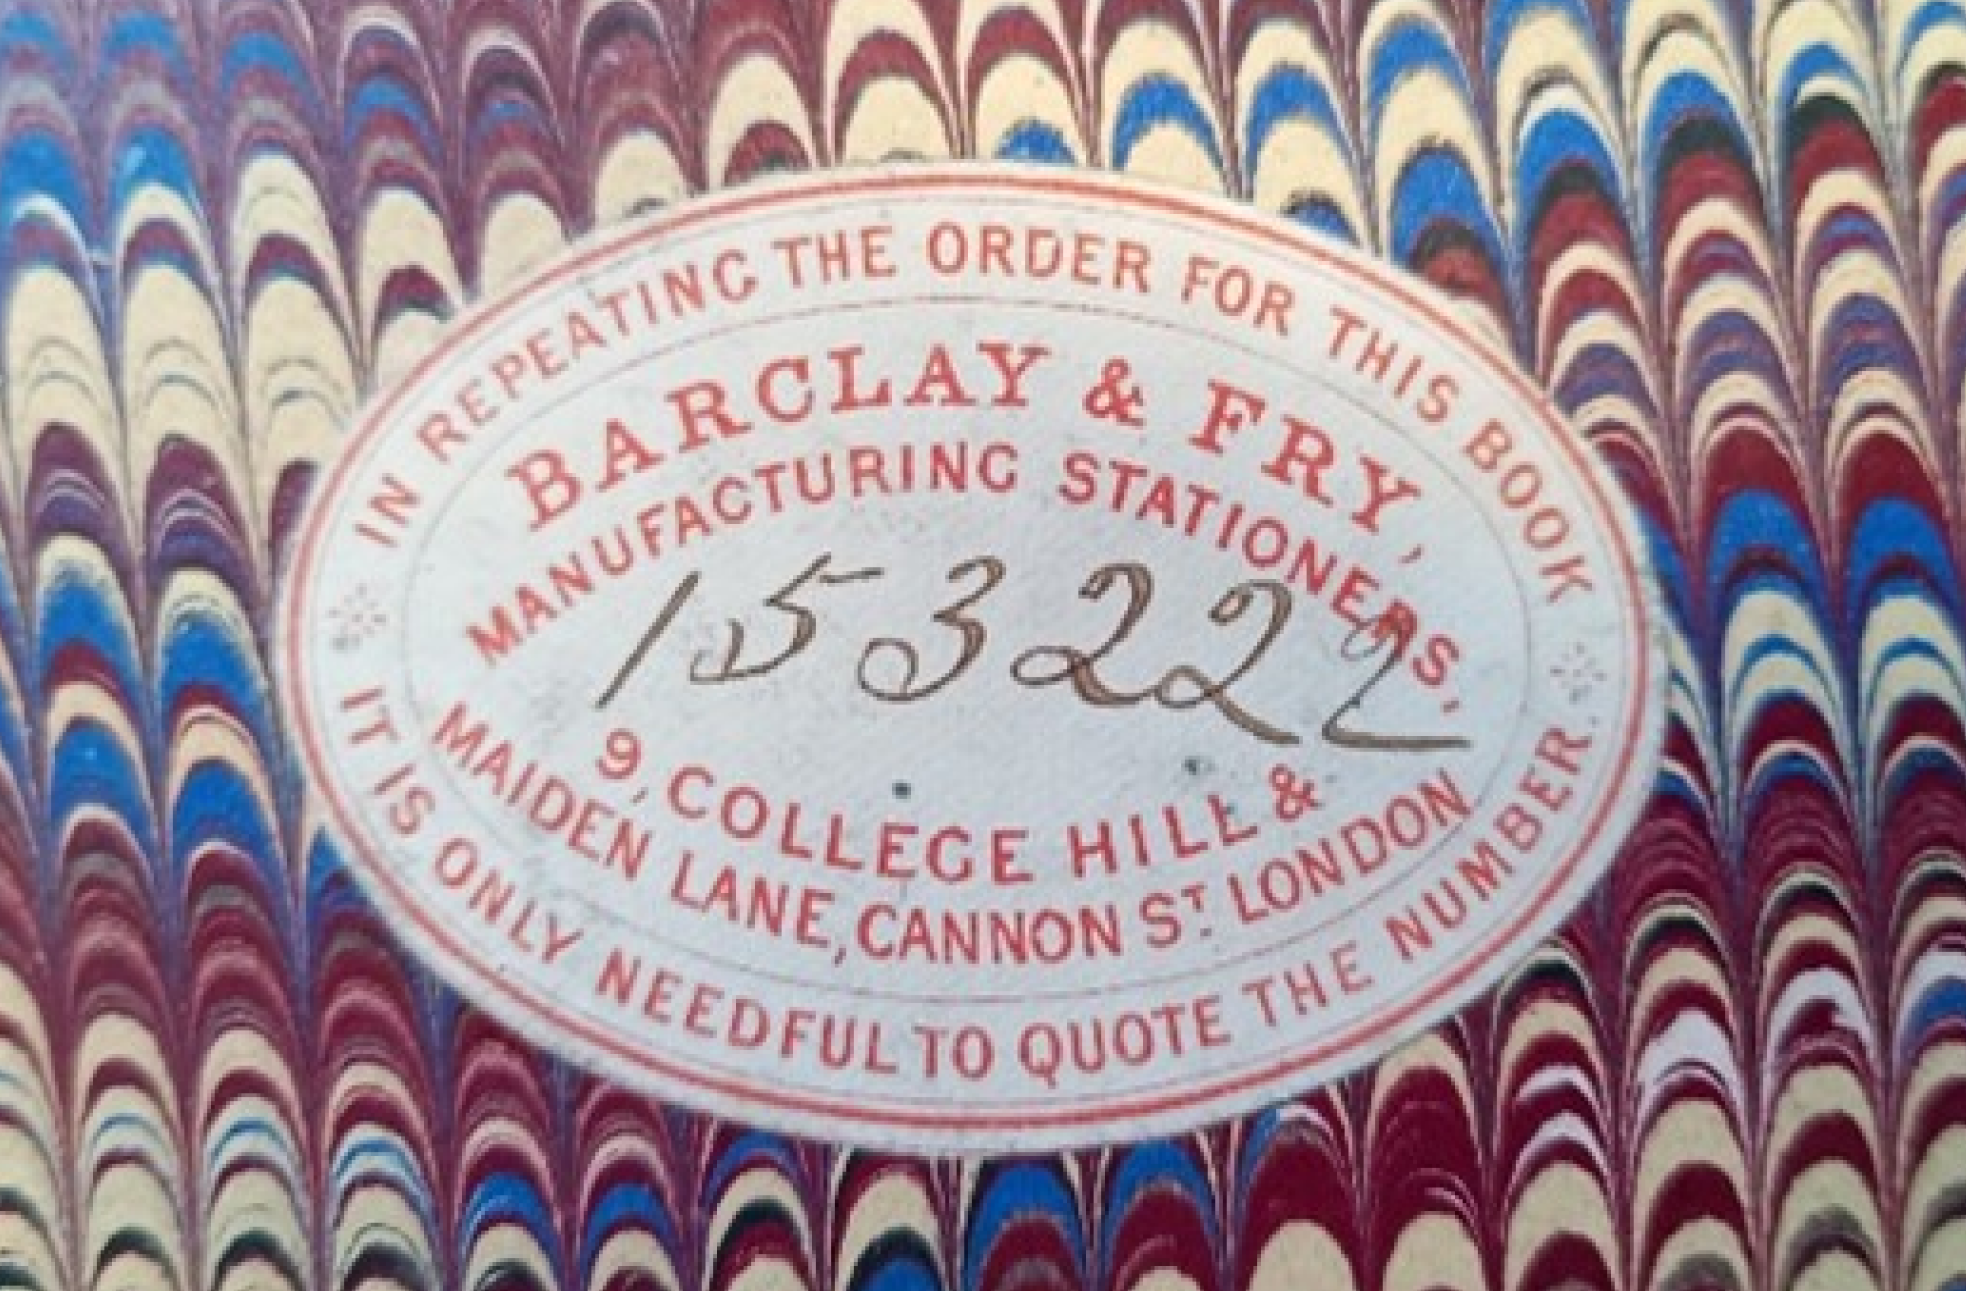 IN REPEATING THE ORDER FOR THIS BOOK
BARCLAY & FRY,
MANUFACTURING STATIONERS,
153222
9, COLLEGE HILL &
MAIDEN LANE, CANNON ST LONDON
IT IS ONLY NEEDFUL TO QUOTE THE NUMBER.